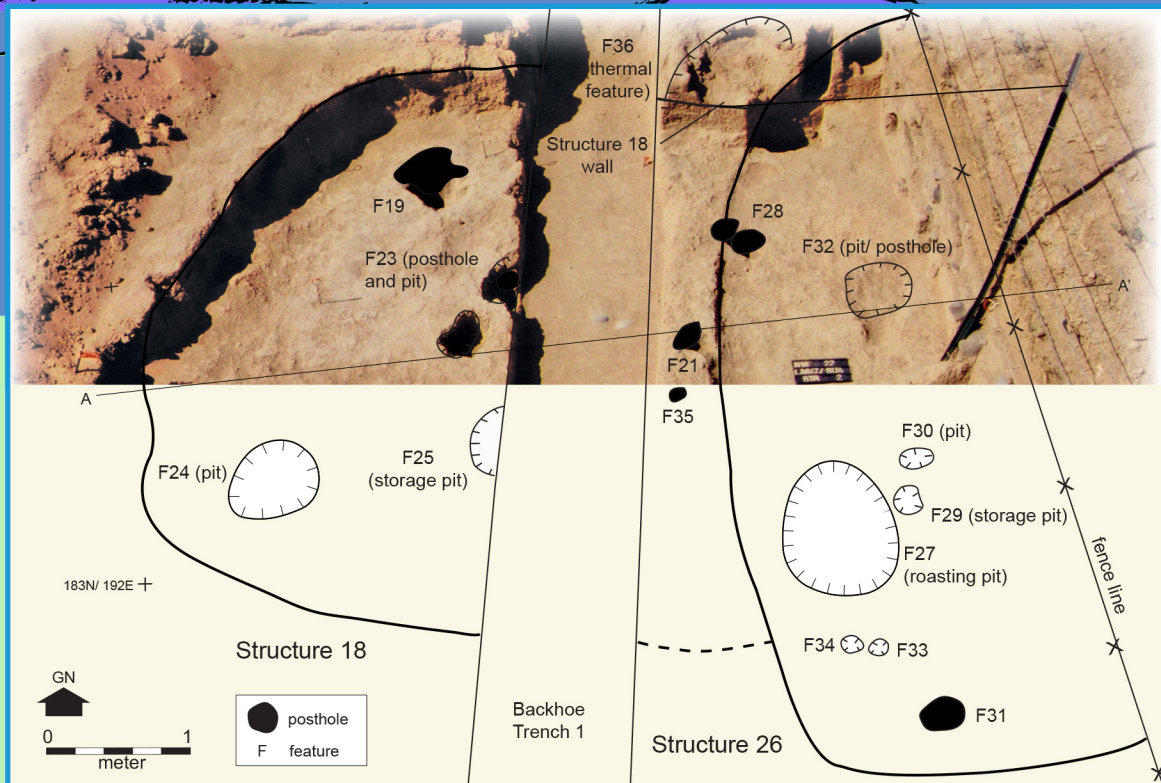 F36
(thermal
feature)
Structure 18
wall
F19
F28
F23 (posthole
and pit)
F32 (pit/ posthole)
A'
F21
A
F35
F30 (pit)
F24 (pit)
F25
(storage pit)
F29 (storage pit)
F27
(roasting pit)
fence line
183N/ 192E
F34
F33
Structure 18
GN
0
1
meter
posthole
F feature
Backhoe
Trench 1
F31
Structure 26